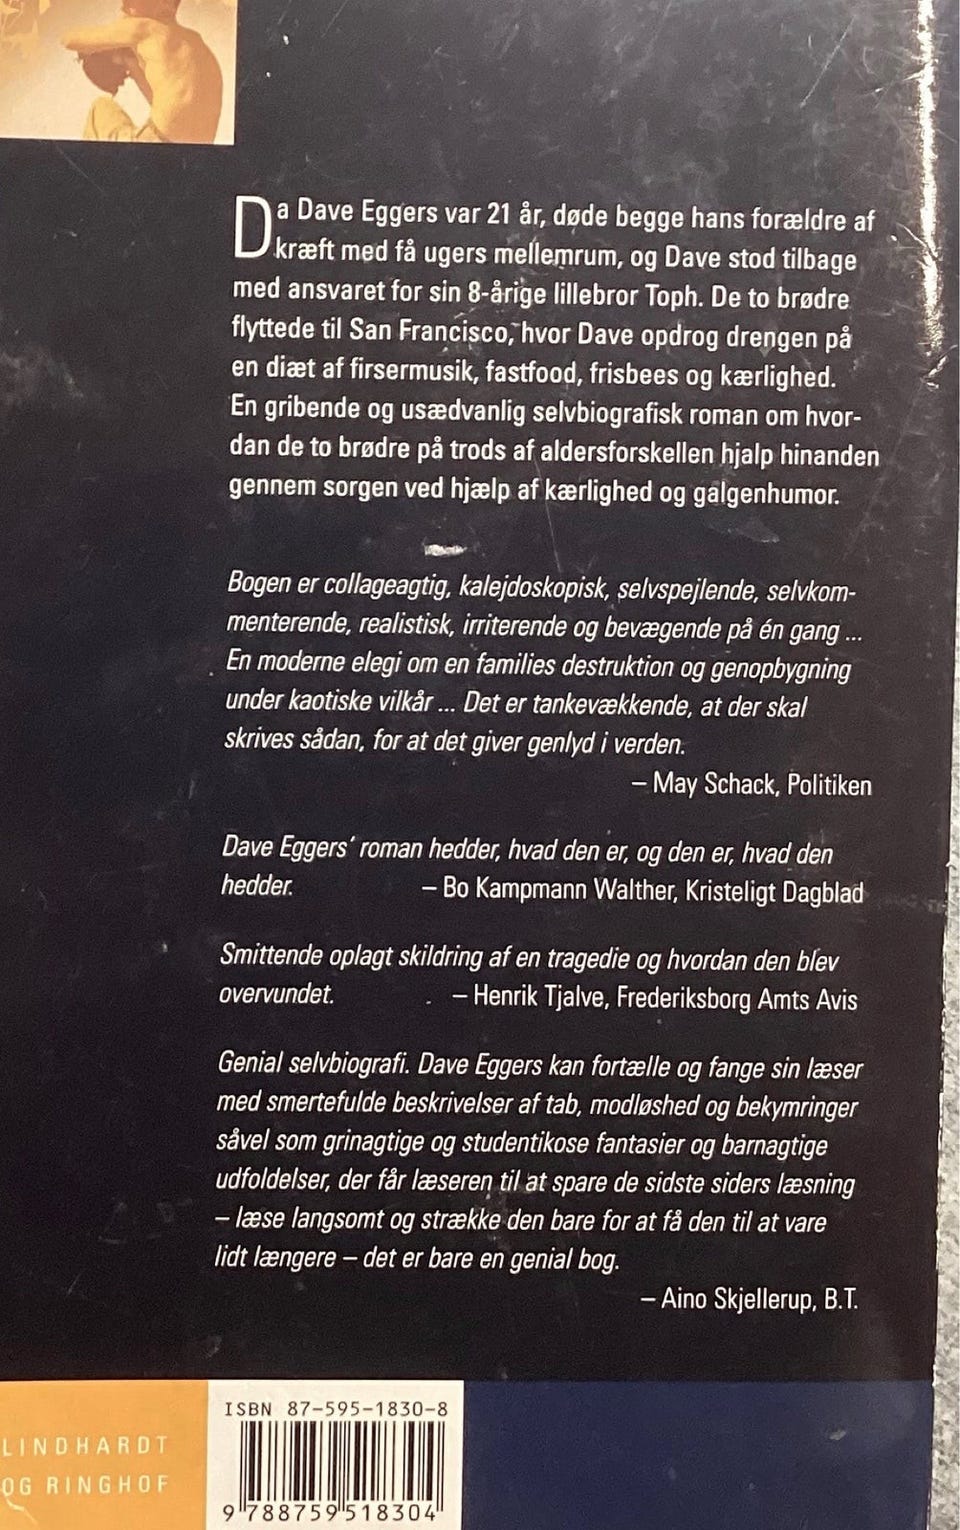 Da Dave Eggers var 21 år, døde begge hans forældre af
kræft med få ugers mellemrum, og Dave stod tilbage
med ansvaret for sin 8-årige lillebror Toph. De to brødre
flyttede til San Francisco, hvor Dave opdrog drengen på
en diæt af firsermusik, fastfood, frisbees og kærlighed.
En gribende og usædvanlig selvbiografisk roman om hvor-
dan de to brødre på trods af aldersforskellen hjalp hinanden
gennem sorgen ved hjælp af kærlighed og galgenhumor.
Bogen er collageagtig, kalejdoskopisk, selvspejlende, selvkom-
menterende, realistisk, irriterende og bevægende på én gang ...
En moderne elegi om en families destruktion og genopbygning
under kaotiske vilkår ... Det er tankevækkende, at der skal
skrives sådan, for at det giver genlyd i verden.
– May Schack, Politiken
Dave Eggers' roman hedder, hvad den er, og den er, hvad den
hedder. – Bo Kampmann Walther, Kristeligt Dagblad
Smittende oplagt skildring af en tragedie og hvordan den blev
overvundet. – Henrik Tjalve, Frederiksborg Amts Avis
Genial selvbiografi. Dave Eggers kan fortælle og fange sin læser
med smertefulde beskrivelser af tab, modløshed og bekymringer
såvel som grinagtige og studentikose fantasier og barnagtige
udfoldelser, der får læseren til at spare de sidste siders læsning
– læse langsomt og strække den bare for at få den til at vare
lidt længere – det er bare en genial bog.
– Aino Skjellerup, B.T.
LINDHARDT
OG RINGHOF
ISBN 87-595-1830-8
9 788759 518304